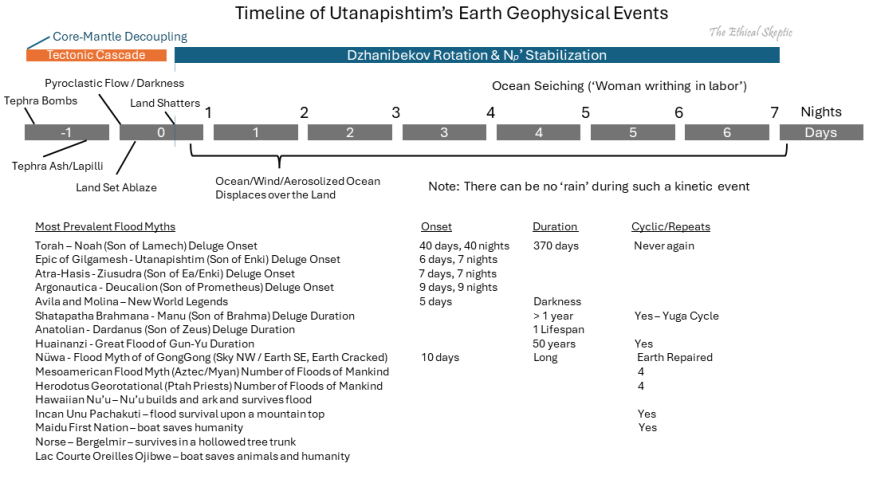 Timeline of Utanapishtim’s Earth Geophysical Events
The Ethical Skeptic
Core-Mantle Decoupling
Tectonic Cascade
Dzhanibekov Rotation & Np’ Stabilization
Pyroclastic Flow / Darkness
Ocean Seiching (‘Woman writhing in labor’)
Tephra Bombs
Land Shatters
1 2 3 4 5 6 7 Nights
-1 0 1 2 3 4 5 6 Days
Tephra Ash/Lapilli
Land Set Ablaze
Ocean/Wind/Aerosolized Ocean
Displaces over the Land
Note: There can be no ‘rain’ during such a kinetic event
Most Prevalent Flood Myths Onset Duration Cyclic/Repeats
Torah – Noah (Son of Lamech) Deluge Onset 40 days, 40 nights 370 days Never again
Epic of Gilgamesh - Utanapishtim (Son of Enki) Deluge Onset 6 days, 7 nights
Atra-Hasis - Ziusudra (Son of Ea/Enki) Deluge Onset 7 days, 7 nights
Argonautica - Deucalion (Son of Prometheus) Deluge Onset 9 days, 9 nights
Avila and Molina – New World Legends 5 days Darkness
Shatapatha Brahmana - Manu (Son of Brahma) Deluge Duration > 1 year Yes – Yuga Cycle
Anatolian - Dardanus (Son of Zeus) Deluge Duration 1 Lifespan
Huainanzi - Great Flood of Gun-Yu Duration 50 years Yes
Nüwa - Flood Myth of of GongGong (Sky NW / Earth SE, Earth Cracked) 10 days Long Earth Repaired
Mesoamerican Flood Myth (Aztec/Myan) Number of Floods of Mankind 4
Herodotus Georotational (Ptah Priests) Number of Floods of Mankind 4
Hawaiian Nu’u – Nu’u builds and ark and survives flood
Incan Unu Pachakuti – flood survival upon a mountain top Yes
Maidu First Nation – boat saves humanity Yes
Norse – Bergelmir – survives in a hollowed tree trunk
Lac Courte Oreilles Ojibwe – boat saves animals and humanity